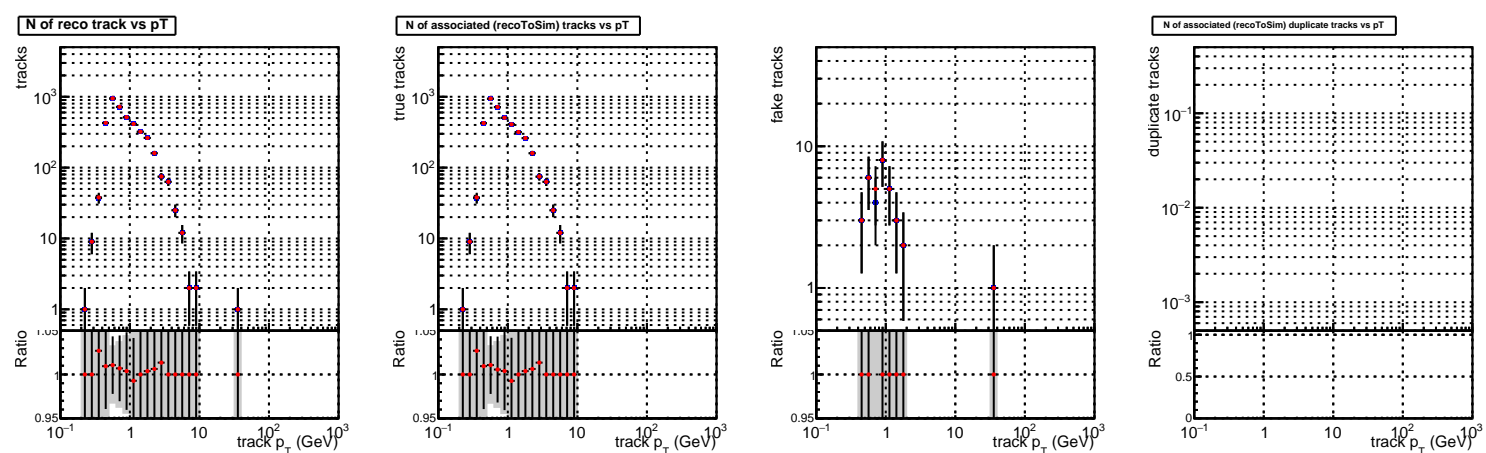 N of reco track vs pT
tracks
10³
10²
10
1
Ratio
1.05
1
0.95
10⁻¹ 1 10 10² 10³
track p_T (GeV)
N of associated (recoToSim) tracks vs pT
true tracks
10³
10²
10
1
Ratio
1.05
1
0.95
10⁻¹ 1 10 10² 10³
track p_T (GeV)
fake tracks
10
1
Ratio
1.05
1
0.95
10⁻¹ 1 10 10² 10³
track p_T (GeV)
N of associated (recoToSim) duplicate tracks vs pT
duplicate tracks
10⁻¹
10⁻²
10⁻³
Ratio
1
0.5
0
10⁻¹ 1 10 10² 10³
track p_T (GeV)